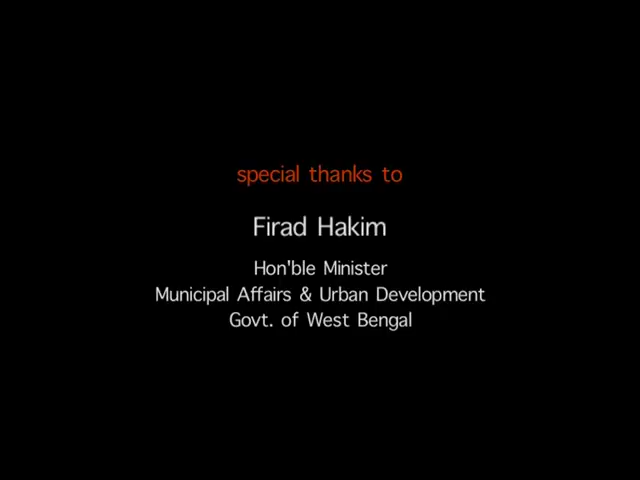 special thanks to
Firad Hakim
Hon'ble Minister
Municipal Affairs & Urban Development
Govt. of West Bengal